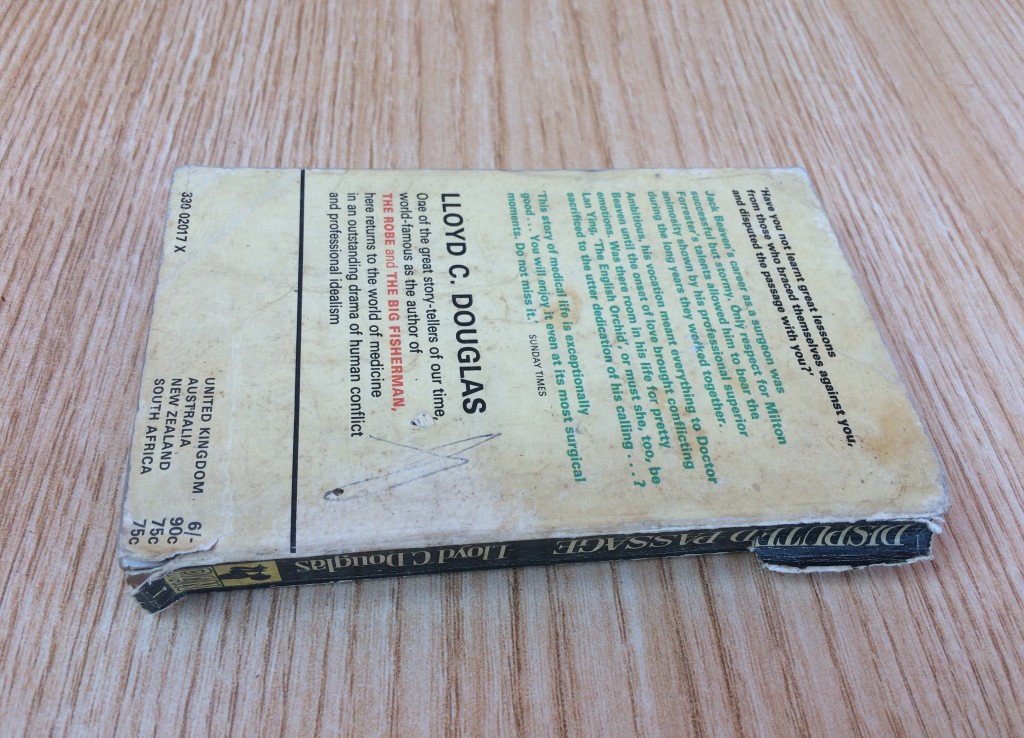 'Have you not learnt great lessons
from those who braced themselves against you,
and disputed the passage with you?'
Jack Beaven's career as a surgeon was
successful but stormy. Only respect for Milton
Forrester's talents allowed him to bear the
animosity shown by his professional superior
during the long years they worked together.
Ambitious, his vocation meant everything to Doctor
Beaven until the onset of love brought conflicting
emotions. Was there room in his life for pretty
Lan Ying, 'The English Orchid', or must she, too, be
sacrificed to the utter dedication of his calling . . . ?
'This story of medical life is exceptionally
good . . . You will enjoy it even at its most surgical
moments. Do not miss it.' SUNDAY TIMES
LLOYD C. DOUGLAS
One of the great story-tellers of our time,
world-famous as the author of
THE ROBE and THE BIG FISHERMAN,
here returns to the world of medicine
in an outstanding drama of human conflict
and professional idealism
UNITED KINGDOM 6/-
AUSTRALIA 90c
NEW ZEALAND 75c
SOUTH AFRICA 75c
330 02017 X
DISPUTED PASSAGE Lloyd C. Douglas